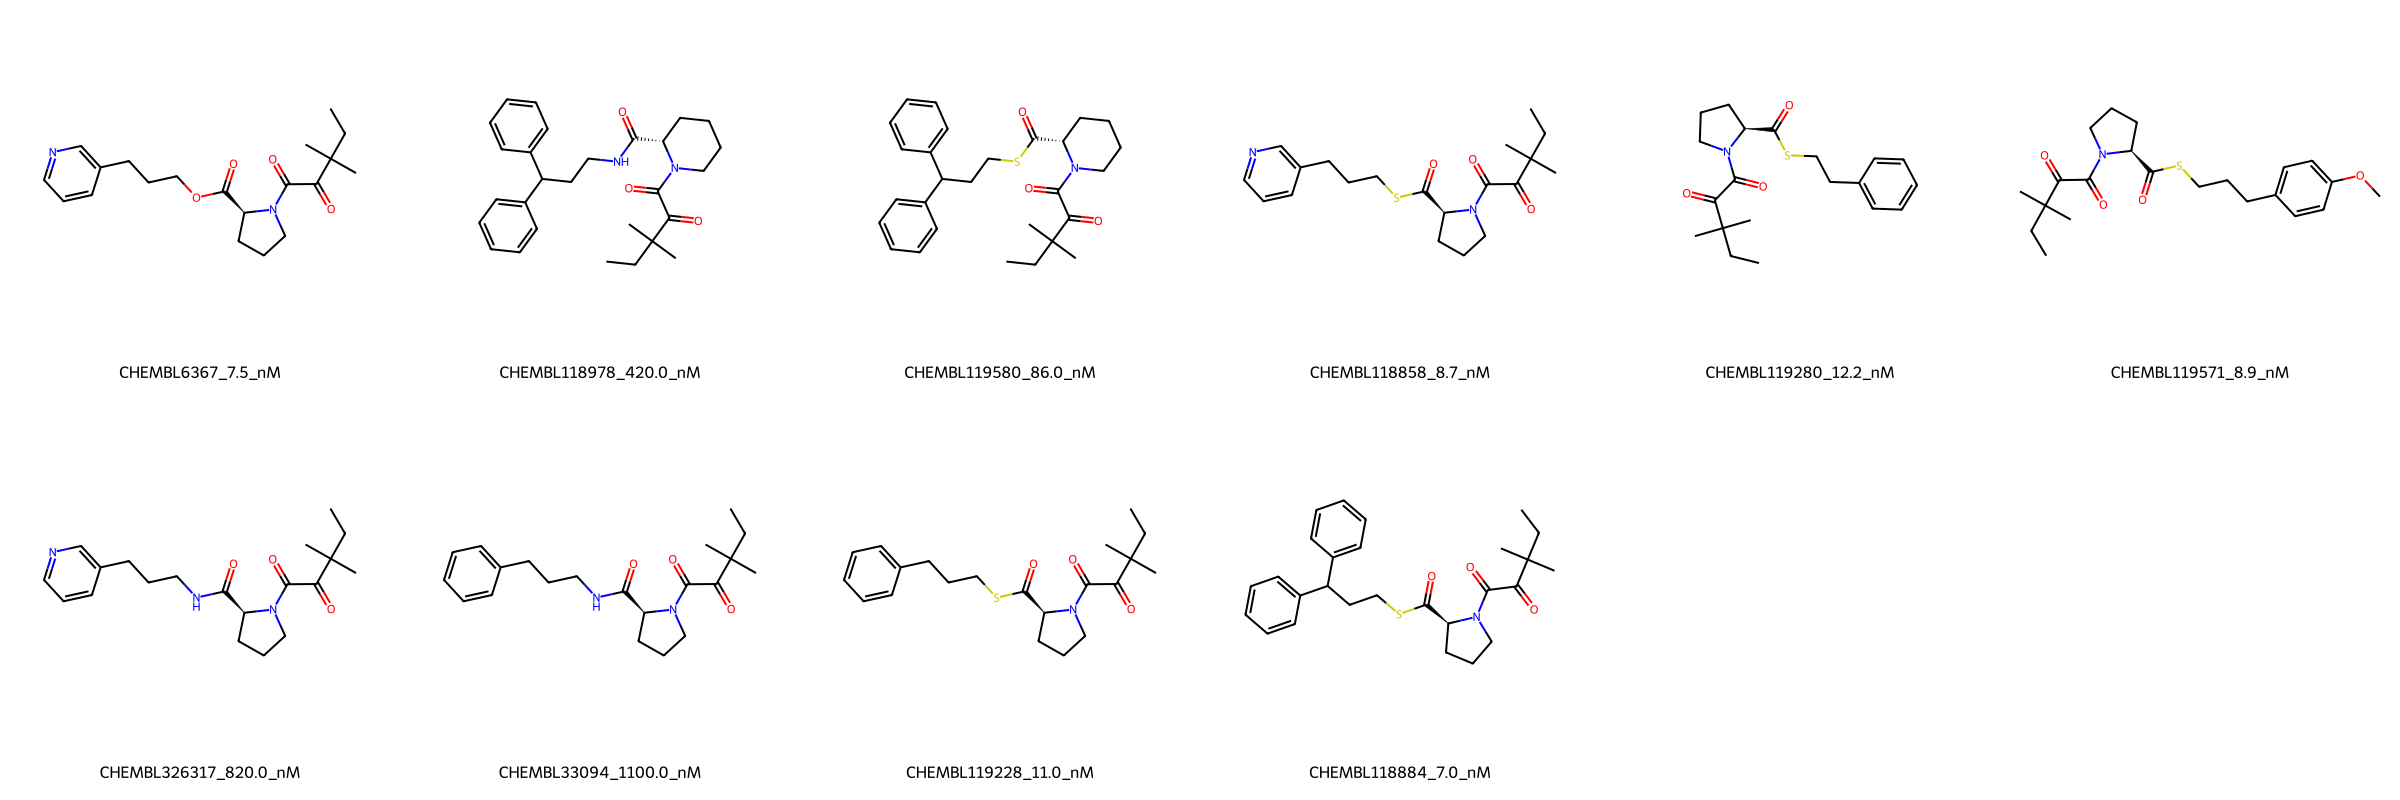 CHEMBL6367_7.5_nM
CHEMBL118978_420.0_nM
CHEMBL119580_86.0_nM
CHEMBL118858_8.7_nM
CHEMBL119280_12.2_nM
CHEMBL119571_8.9_nM
CHEMBL326317_820.0_nM
CHEMBL33094_1100.0_nM
CHEMBL119228_11.0_nM
CHEMBL118884_7.0_nM